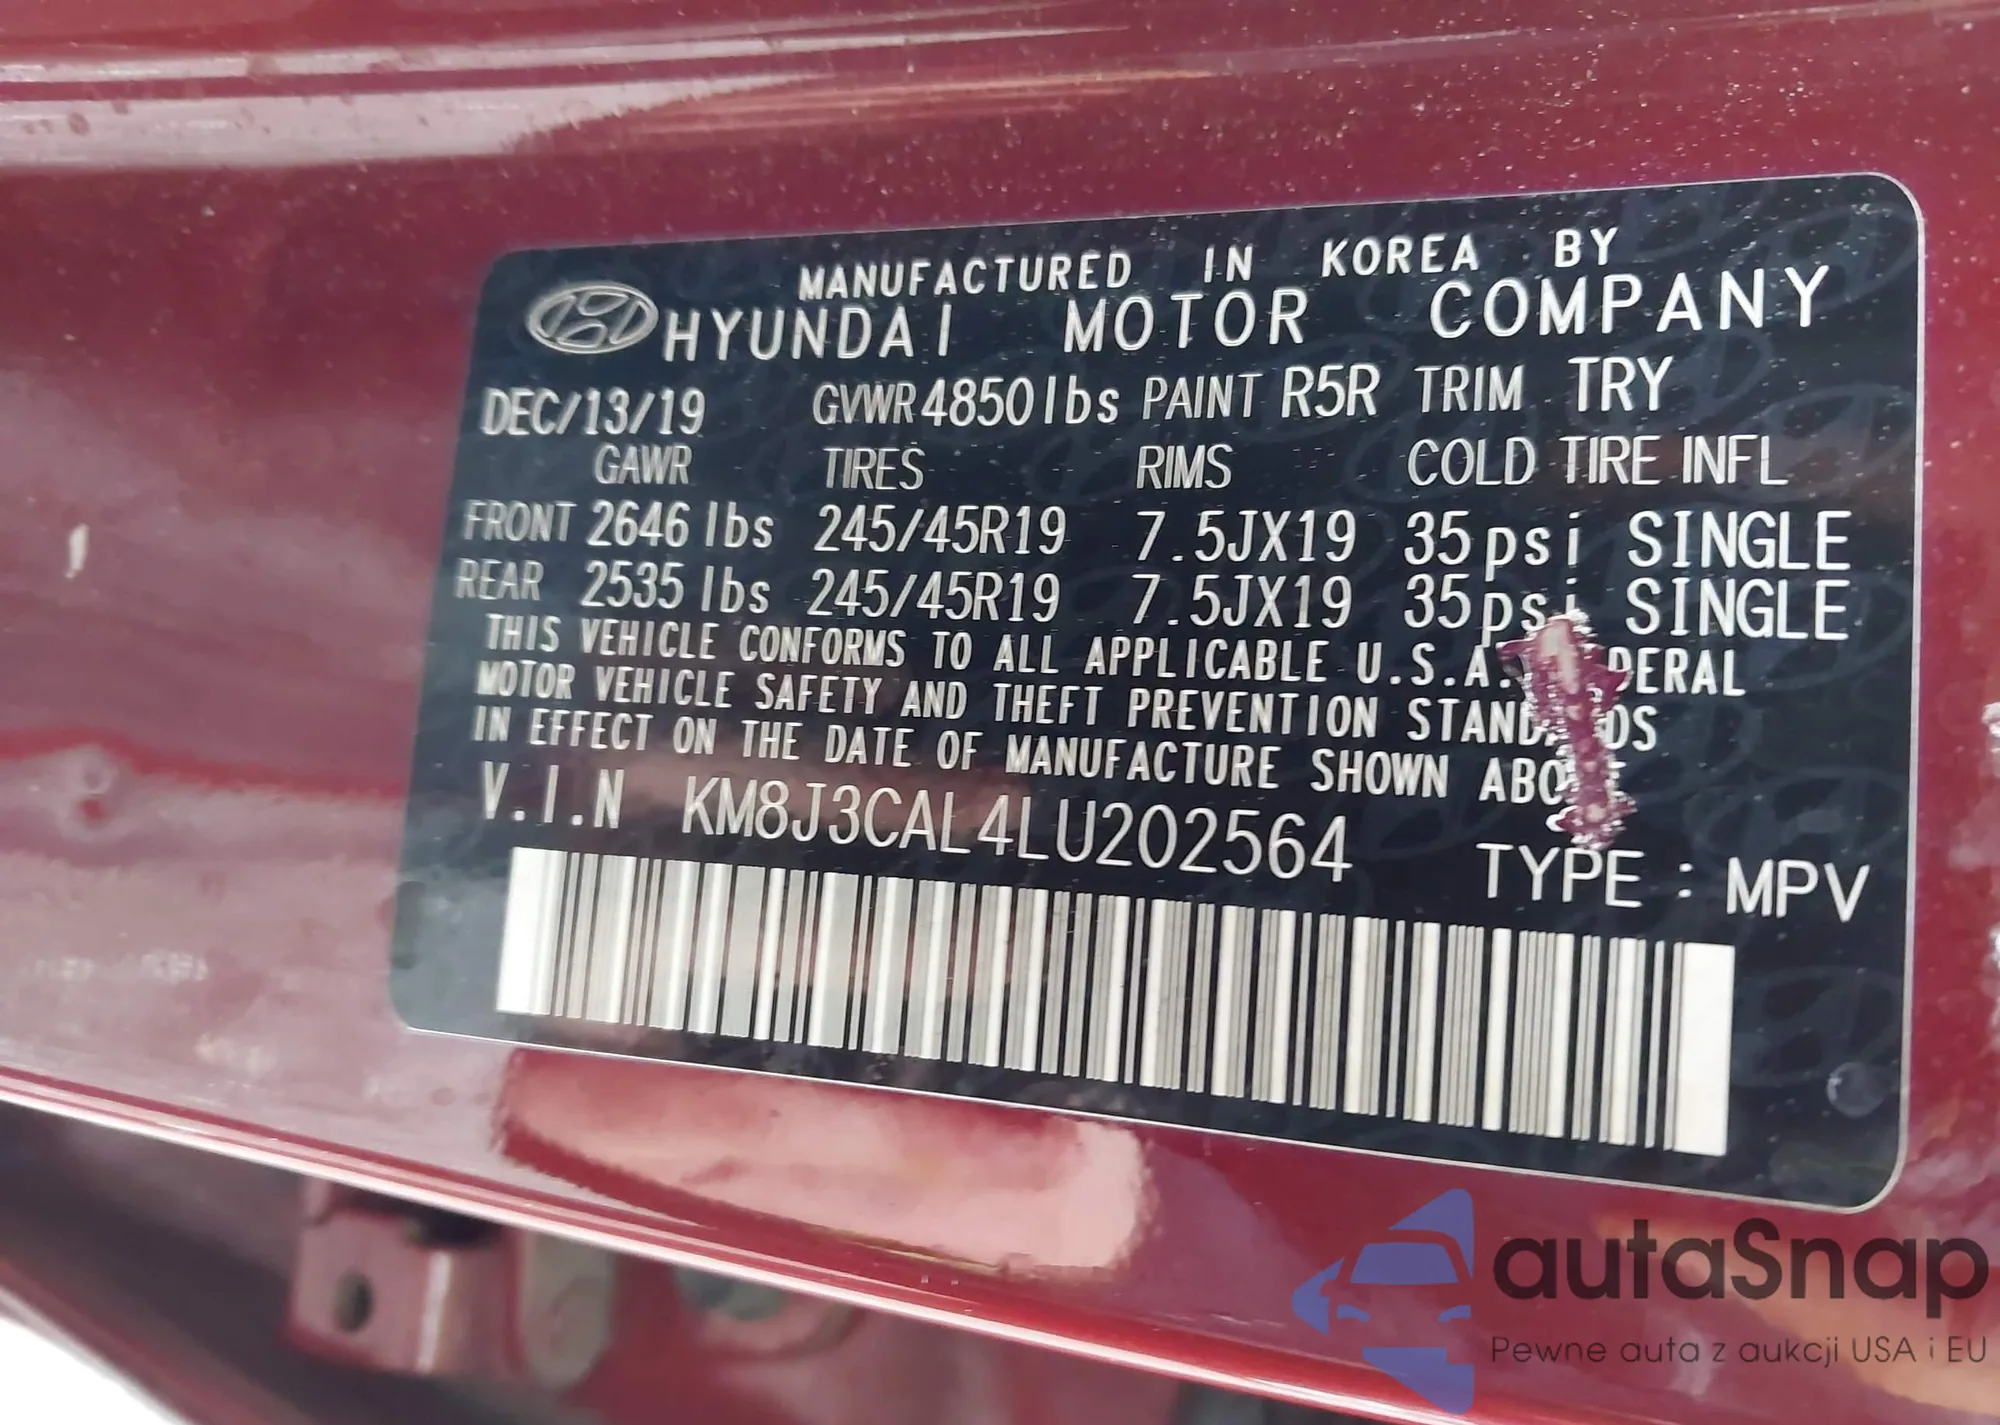 MANUFACTURED IN KOREA BY
HYUNDAI MOTOR COMPANY
DEC/13/19 GVWR 4850lbs PAINT R5R TRIM TRY
GAWR TIRES RIMS COLD TIRE INFL
FRONT 2646 lbs 245/45R19 7.5JX19 35psi SINGLE
REAR 2535 lbs 245/45R19 7.5JX19 35psi SINGLE
THIS VEHICLE CONFORMS TO ALL APPLICABLE U.S.A.
MOTOR VEHICLE SAFETY AND THEFT PREVENTION
IN EFFECT ON THE DATE OF MANUFACTURE SHOWN
V.I.N KM8J3CAL4LU202564
TYPE : MPV
autaSnap
Pewne auta z aukcji USA i EU